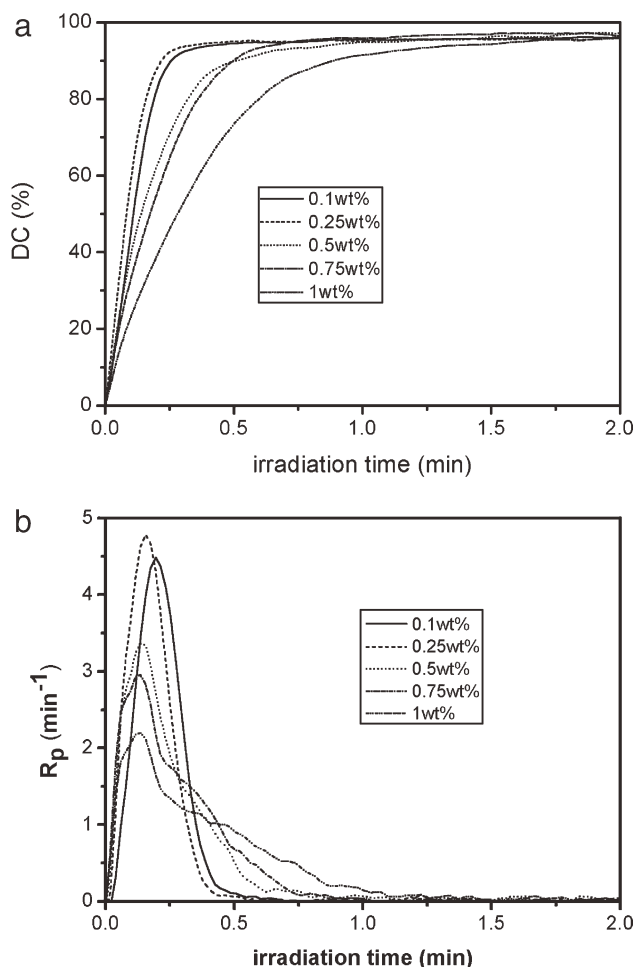 a
100
80
60
40
20
0
DC (%)
0.1wt%
0.25wt%
0.5wt%
0.75wt%
1wt%
0.0 0.5 1.0 1.5 2.0
irradiation time (min)
b
5
4
3
2
1
0
Rp (min-1)
0.1wt%
0.25wt%
0.5wt%
0.75wt%
1wt%
0.0 0.5 1.0 1.5 2.0
irradiation time (min)